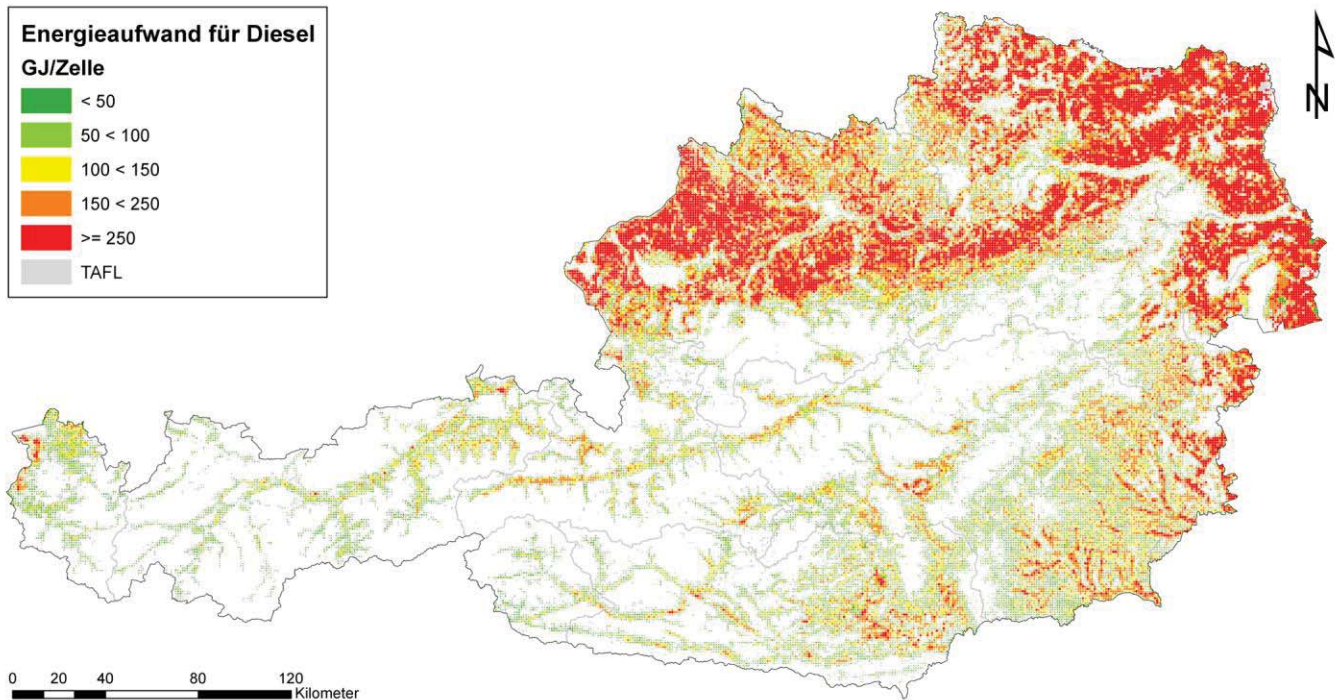 Energieaufwand für Diesel
GJ/Zelle
< 50
50 < 100
100 < 150
150 < 250
>= 250
TAFL
N
0 20 40 80 120
Kilometer